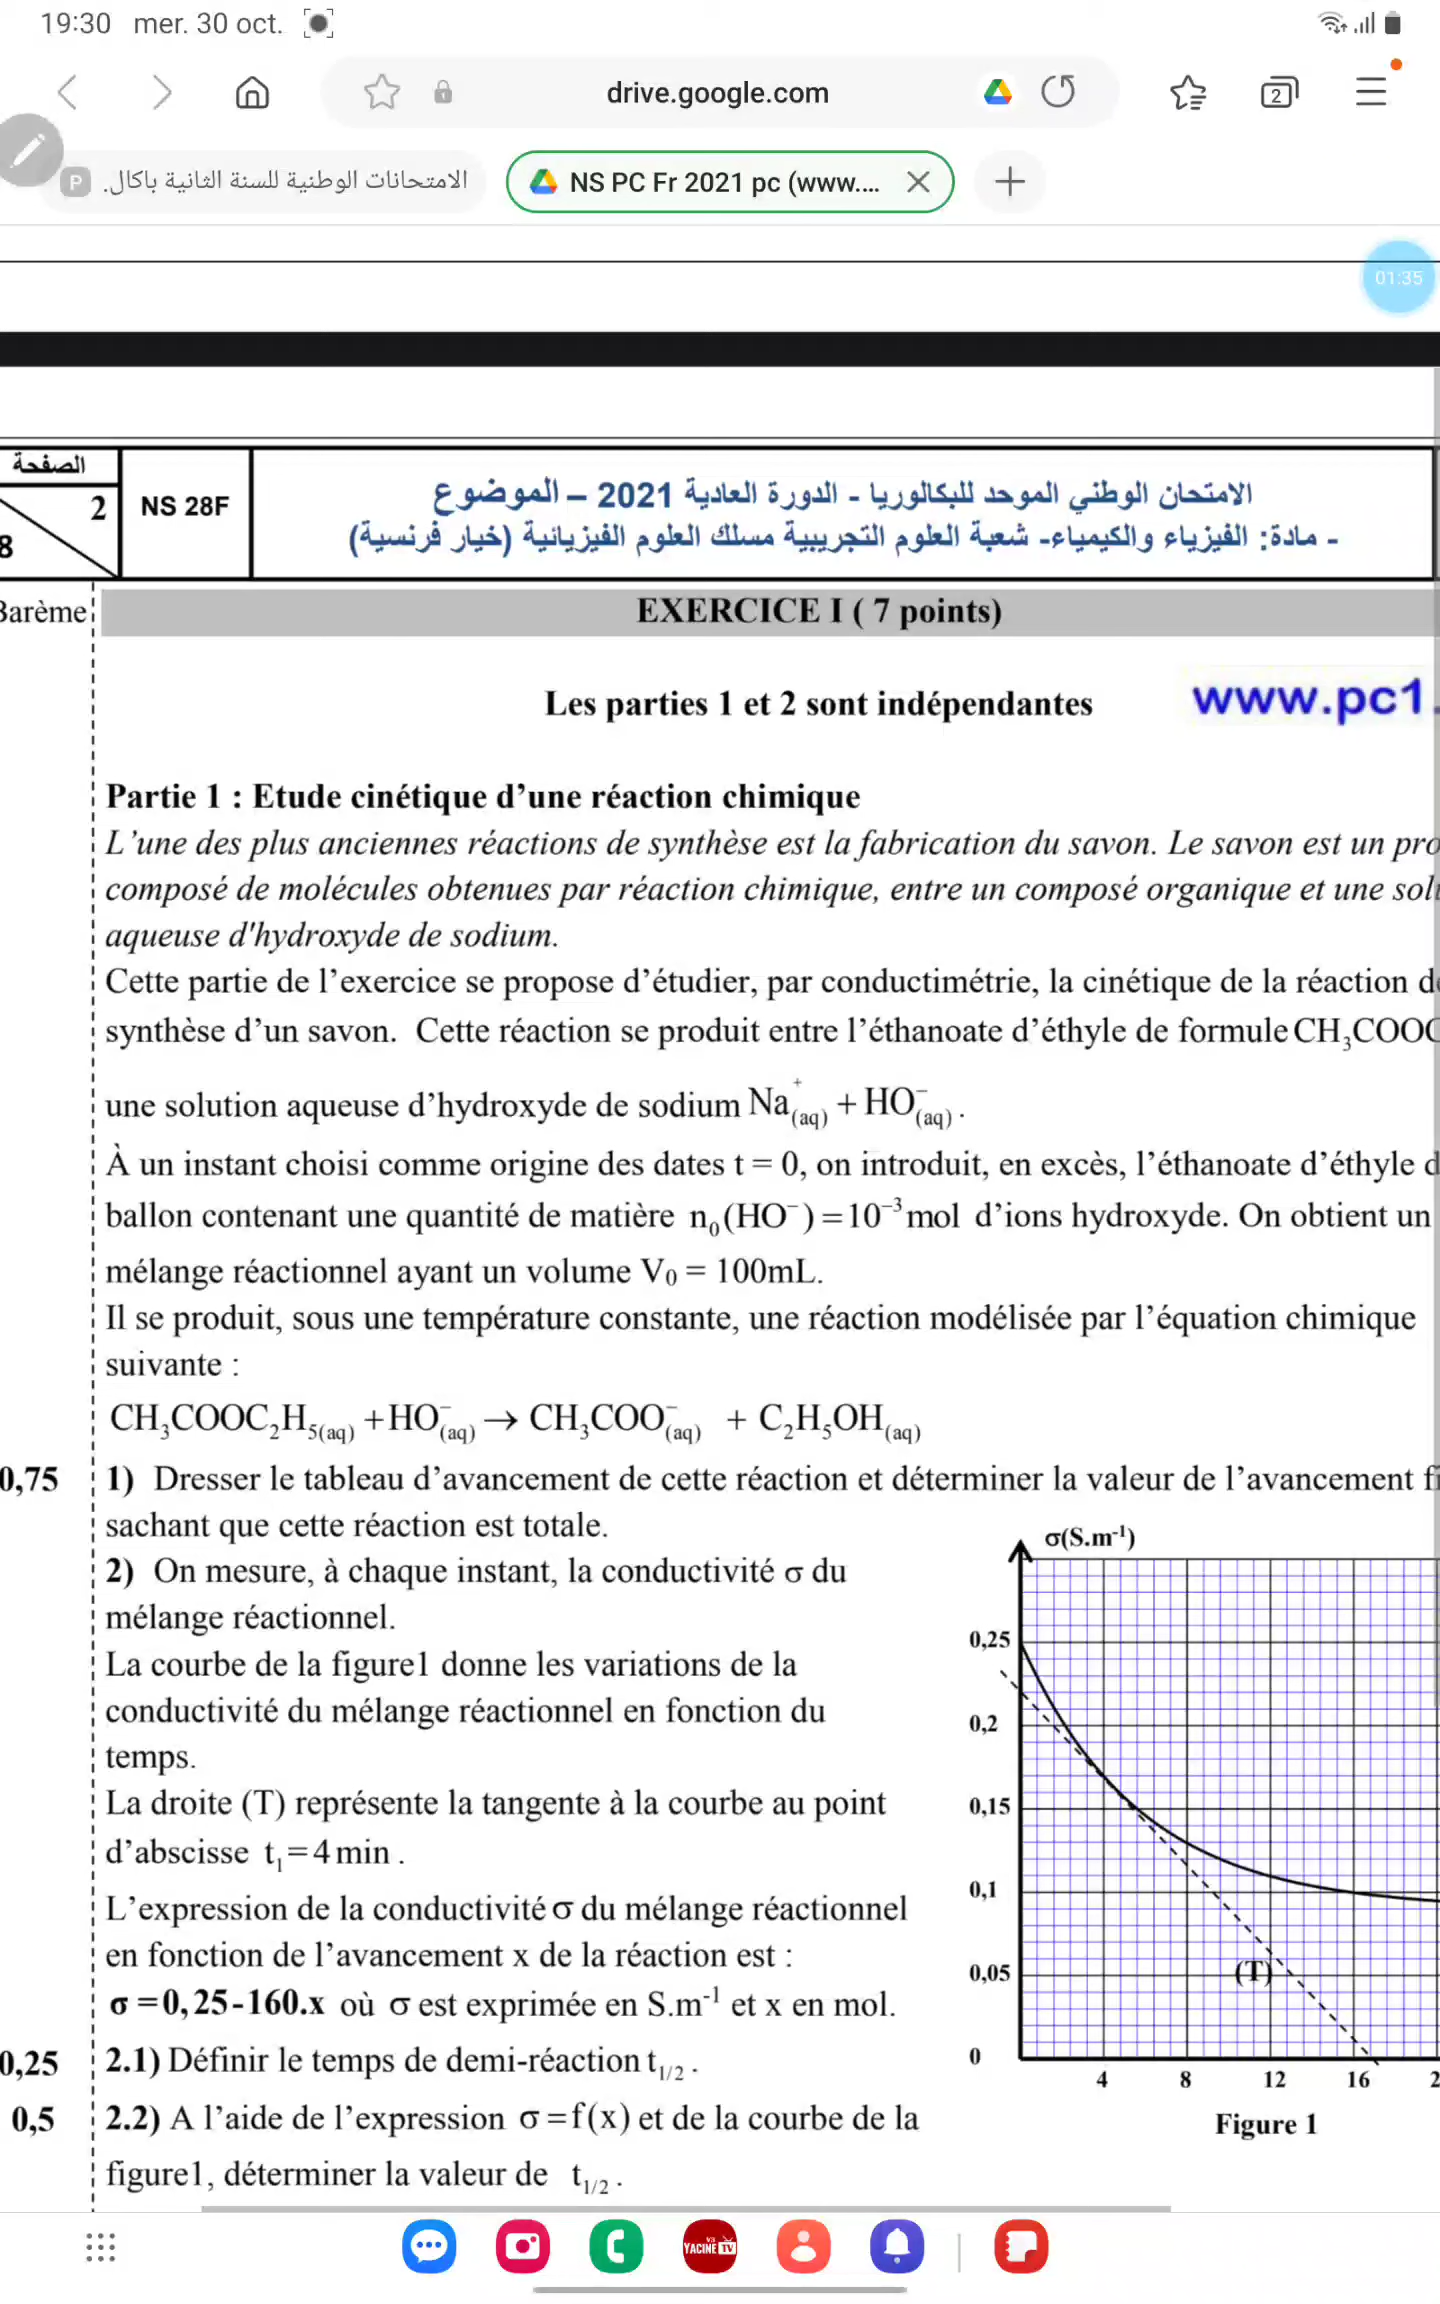 19:30 mer. 30 oct.
drive.google.com
2
P الامتحانات الوطنية للسنة الثانية باكال.
NS PC Fr 2021 pc (www....
01:35
الصفحة
2
8
NS 28F
الامتحان الوطني الموحد للبكالوريا - الدورة العادية 2021 – الموضوع
- مادة: الفيزياء والكيمياء- شعبة العلوم التجريبية مسلك العلوم الفيزيائية (خيار فرنسية)
Barème
EXERCICE I ( 7 points)
Les parties 1 et 2 sont indépendantes
www.pc1.
Partie 1 : Etude cinétique d’une réaction chimique
L’une des plus anciennes réactions de synthèse est la fabrication du savon. Le savon est un pro
composé de molécules obtenues par réaction chimique, entre un composé organique et une sol
aqueuse d'hydroxyde de sodium.
Cette partie de l’exercice se propose d’étudier, par conductimétrie, la cinétique de la réaction d
synthèse d’un savon. Cette réaction se produit entre l’éthanoate d’éthyle de formule CH₃COO
une solution aqueuse d’hydroxyde de sodium Na⁺(aq) + HO⁻(aq) .
À un instant choisi comme origine des dates t = 0, on introduit, en excès, l’éthanoate d’éthyle d
ballon contenant une quantité de matière n₀(HO⁻) = 10⁻³ mol d’ions hydroxyde. On obtient un
mélange réactionnel ayant un volume V₀ = 100mL.
Il se produit, sous une température constante, une réaction modélisée par l’équation chimique
suivante :
CH₃COOC₂H₅(aq) + HO⁻(aq) → CH₃COO⁻(aq) + C₂H₅OH(aq)
0,75 1) Dresser le tableau d’avancement de cette réaction et déterminer la valeur de l’avancement fi
sachant que cette réaction est totale.
2) On mesure, à chaque instant, la conductivité σ du
mélange réactionnel.
La courbe de la figure1 donne les variations de la
conductivité du mélange réactionnel en fonction du
temps.
La droite (T) représente la tangente à la courbe au point
d’abscisse t₁ = 4 min .
L’expression de la conductivité σ du mélange réactionnel
en fonction de l’avancement x de la réaction est :
σ = 0, 25 - 160.x où σ est exprimée en S.m⁻¹ et x en mol.
0,25 2.1) Définir le temps de demi-réaction t₁/₂ .
0,5 2.2) A l’aide de l’expression σ = f(x) et de la courbe de la
figure1, déterminer la valeur de t₁/₂ .
σ(S.m⁻¹)
0,25
0,2
0,15
0,1
0,05
0
(T)
4 8 12 16 2
Figure 1
V3
YACINE TV